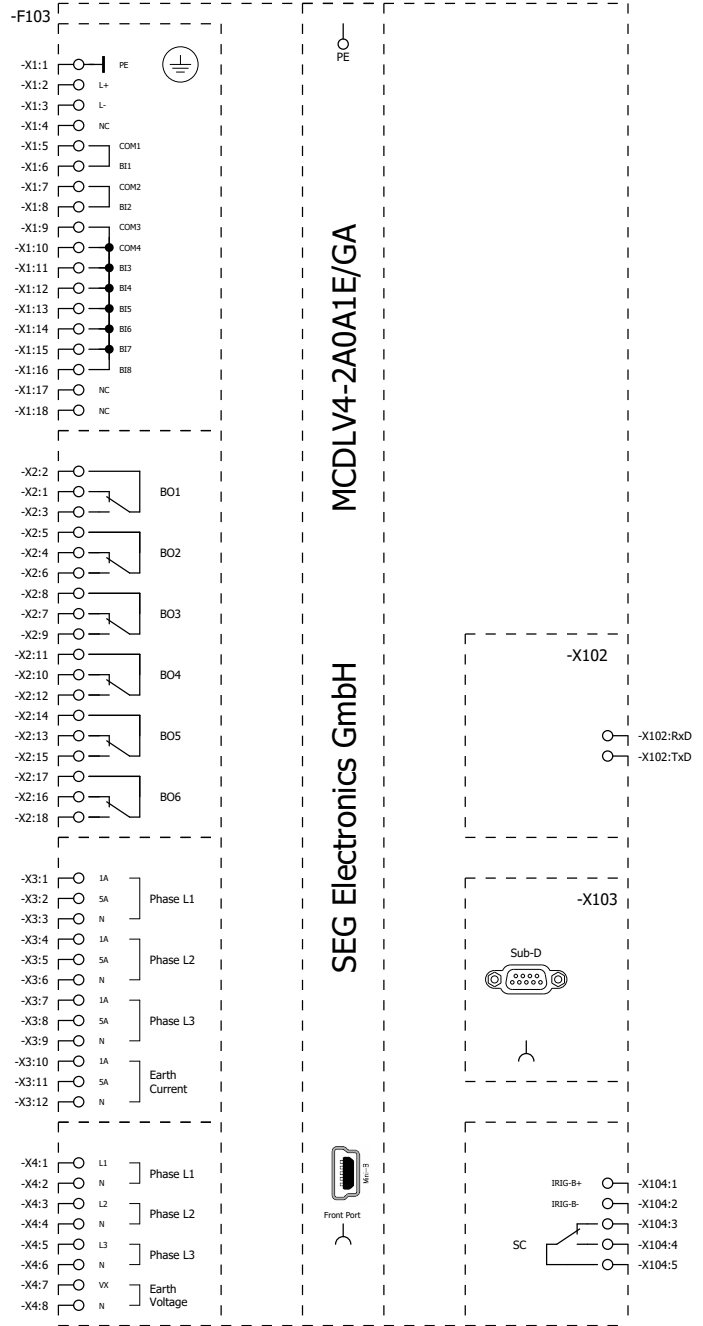 -F103
PE
-X1:1 PE
-X1:2 L+
-X1:3 L-
-X1:4 NC
-X1:5 COM1
-X1:6 BI1
-X1:7 COM2
-X1:8 BI2
-X1:9 COM3
-X1:10 COM4
-X1:11 BI3
-X1:12 BI4
-X1:13 BI5
-X1:14 BI6
-X1:15 BI7
-X1:16 BI8
-X1:17 NC
-X1:18 NC
-X2:2
-X2:1 BO1
-X2:3
-X2:5
-X2:4 BO2
-X2:6
-X2:8
-X2:7 BO3
-X2:9
-X2:11
-X2:10 BO4
-X2:12
-X2:14
-X2:13 BO5
-X2:15
-X2:17
-X2:16 BO6
-X2:18
-X3:1 1A
-X3:2 5A Phase L1
-X3:3 N
-X3:4 1A
-X3:5 5A Phase L2
-X3:6 N
-X3:7 1A
-X3:8 5A Phase L3
-X3:9 N
-X3:10 1A
-X3:11 5A Earth
Current
-X3:12 N
-X4:1 L1
Phase L1
-X4:2 N
-X4:3 L2
Phase L2
-X4:4 N
-X4:5 L3
Phase L3
-X4:6 N
-X4:7 VX Earth
Voltage
-X4:8 N
MCDLV4-2A0A1E/GA
SEG Electronics GmbH
Mini-B
Front Port
-X102
-X102:RxD
-X102:TxD
-X103
Sub-D
IRIG-B+ -X104:1
IRIG-B- -X104:2
-X104:3
SC -X104:4
-X104:5